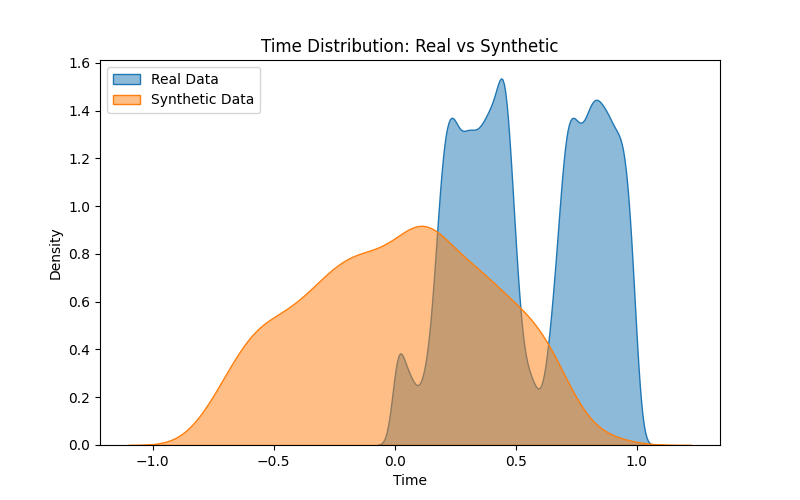 Time Distribution: Real vs Synthetic
Real Data
Synthetic Data
1.6
1.4
1.2
1.0
0.8
0.6
0.4
0.2
0.0
Density
−1.0 −0.5 0.0 0.5 1.0
Time